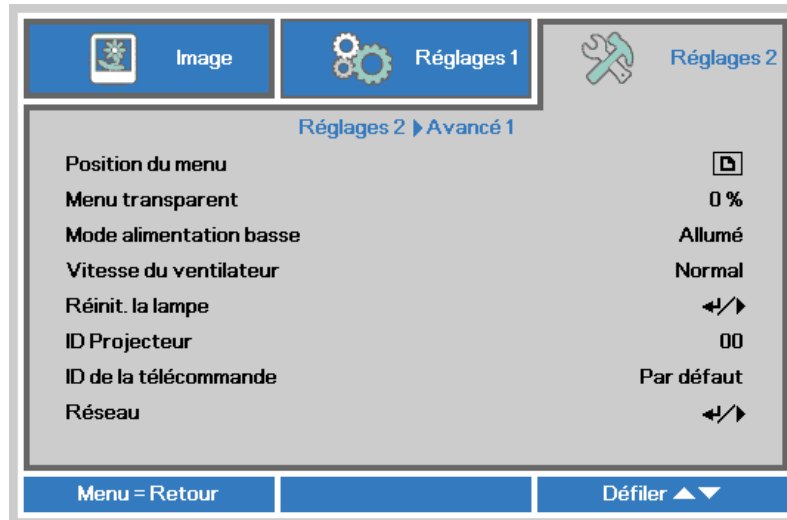 Image
Réglages 1
Réglages 2
Réglages 2 Avancé 1
Position du menu
Menu transparent 0 %
Mode alimentation basse Allumé
Vitesse du ventilateur Normal
Réinit. la lampe
ID Projecteur 00
ID de la télécommande Par défaut
Réseau
Menu = Retour
Défiler